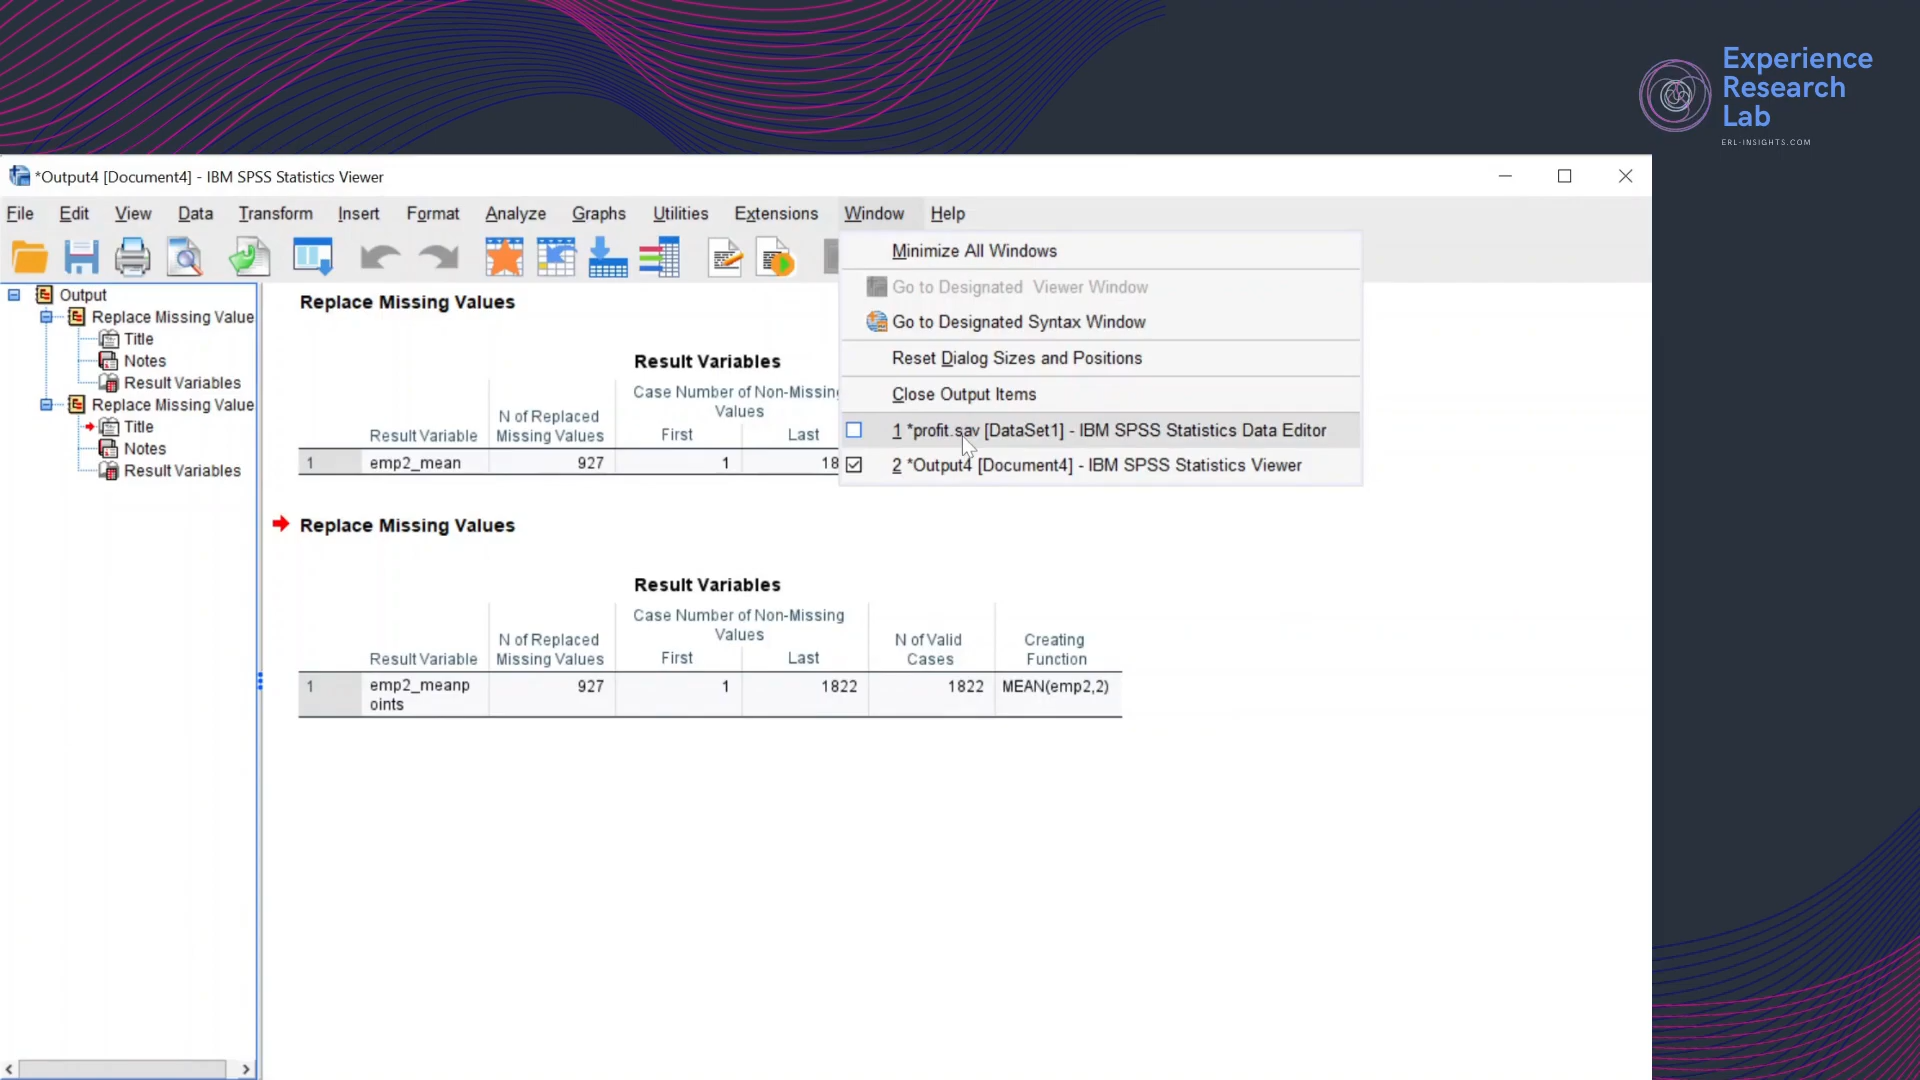 Experience
Research
Lab
ERL-INSIGHTS.COM
*Output4 [Document4] - IBM SPSS Statistics Viewer
File Edit View Data Transform Insert Format Analyze Graphs Utilities Extensions Window Help
Minimize All Windows
Go to Designated Viewer Window
Go to Designated Syntax Window
Reset Dialog Sizes and Positions
Close Output Items
1 *profit.sav [DataSet1] - IBM SPSS Statistics Data Editor
2 *Output4 [Document4] - IBM SPSS Statistics Viewer
Output
Replace Missing Value
Title
Notes
Result Variables
Replace Missing Value
Title
Notes
Result Variables
Replace Missing Values
Result Variables
Case Number of Non-Missing
Values
N of Replaced
Missing Values
Result Variable
First
Last
1 emp2_mean 927 1 18
Replace Missing Values
Result Variables
Case Number of Non-Missing
Values
N of Replaced
Missing Values
N of Valid
Cases
Creating
Function
Result Variable
First
Last
1 emp2_meanp 927 1 1822 1822 MEAN(emp2,2)
oints